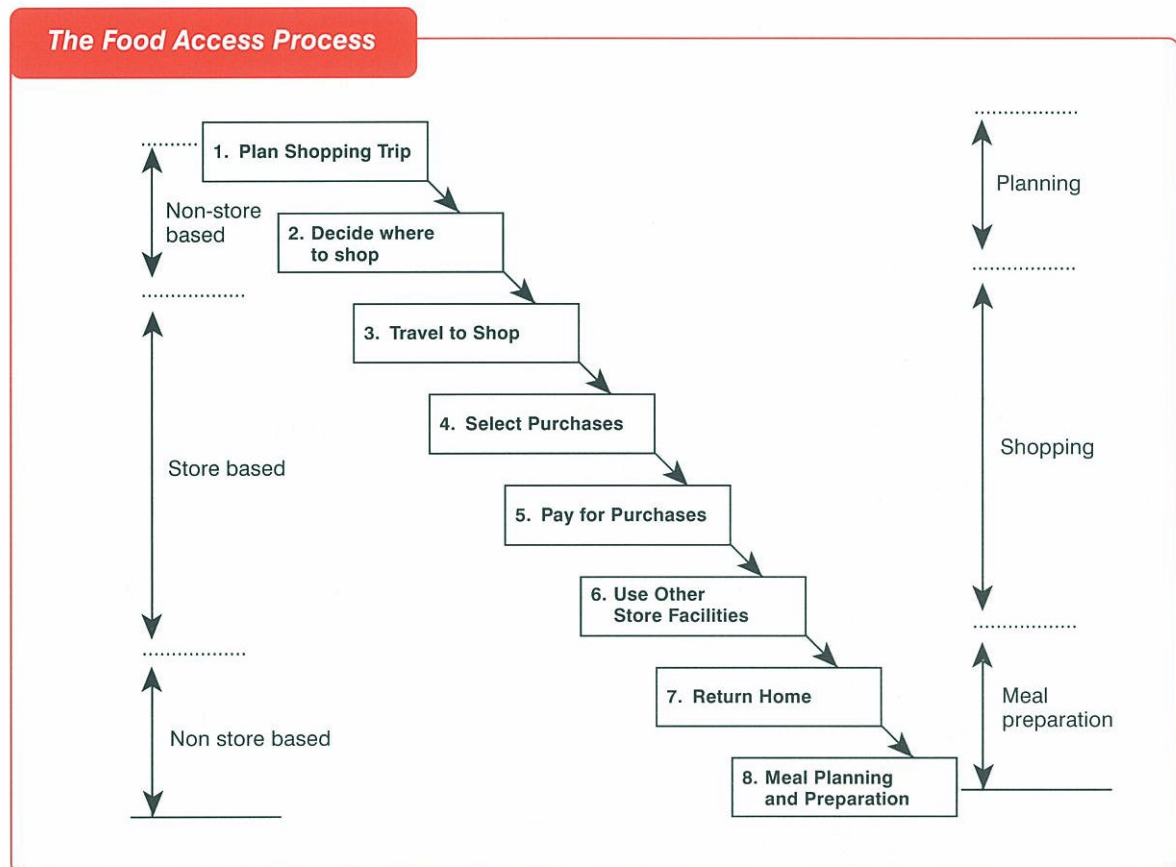 The Food Access Process
1. Plan Shopping Trip
Non-store
based
Planning
2. Decide where
to shop
3. Travel to Shop
4. Select Purchases
Store based
Shopping
5. Pay for Purchases
6. Use Other
Store Facilities
7. Return Home
Meal
preparation
Non store based
8. Meal Planning
and Preparation